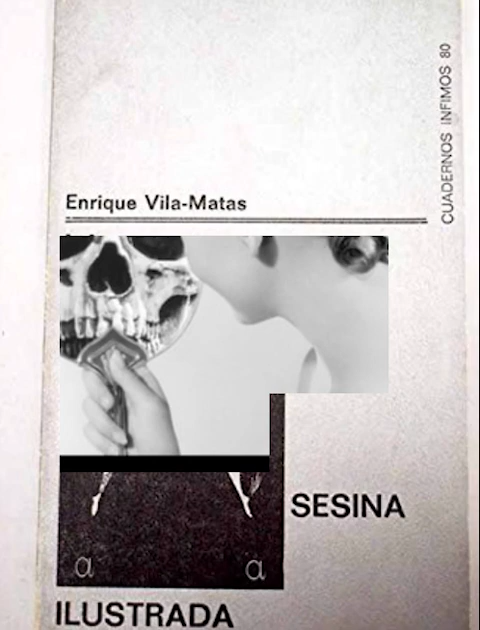 CUADERNOS INFIMOS 80
Enrique Vila-Matas
SESINA
a a
ILUSTRADA